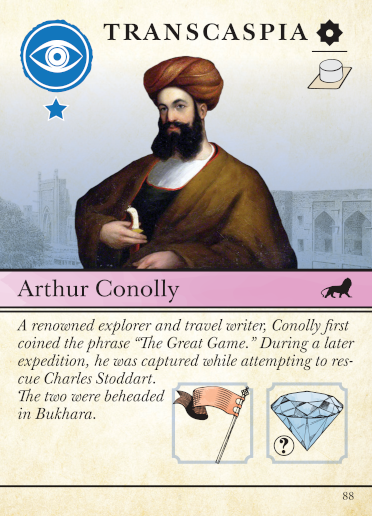 TRANSCASPIA
Arthur Conolly
A renowned explorer and travel writer, Conolly first
coined the phrase “The Great Game.” During a later
expedition, he was captured while attempting to res-
cue Charles Stoddart.
The two were beheaded
in Bukhara.
?
88